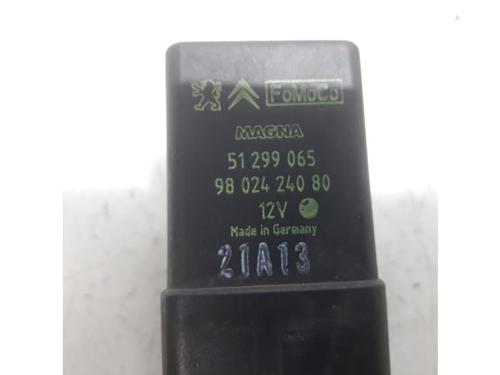 FoMoCo
MAGNA
51 299 065
98 024 240 80
12V
Made in Germany
21A13